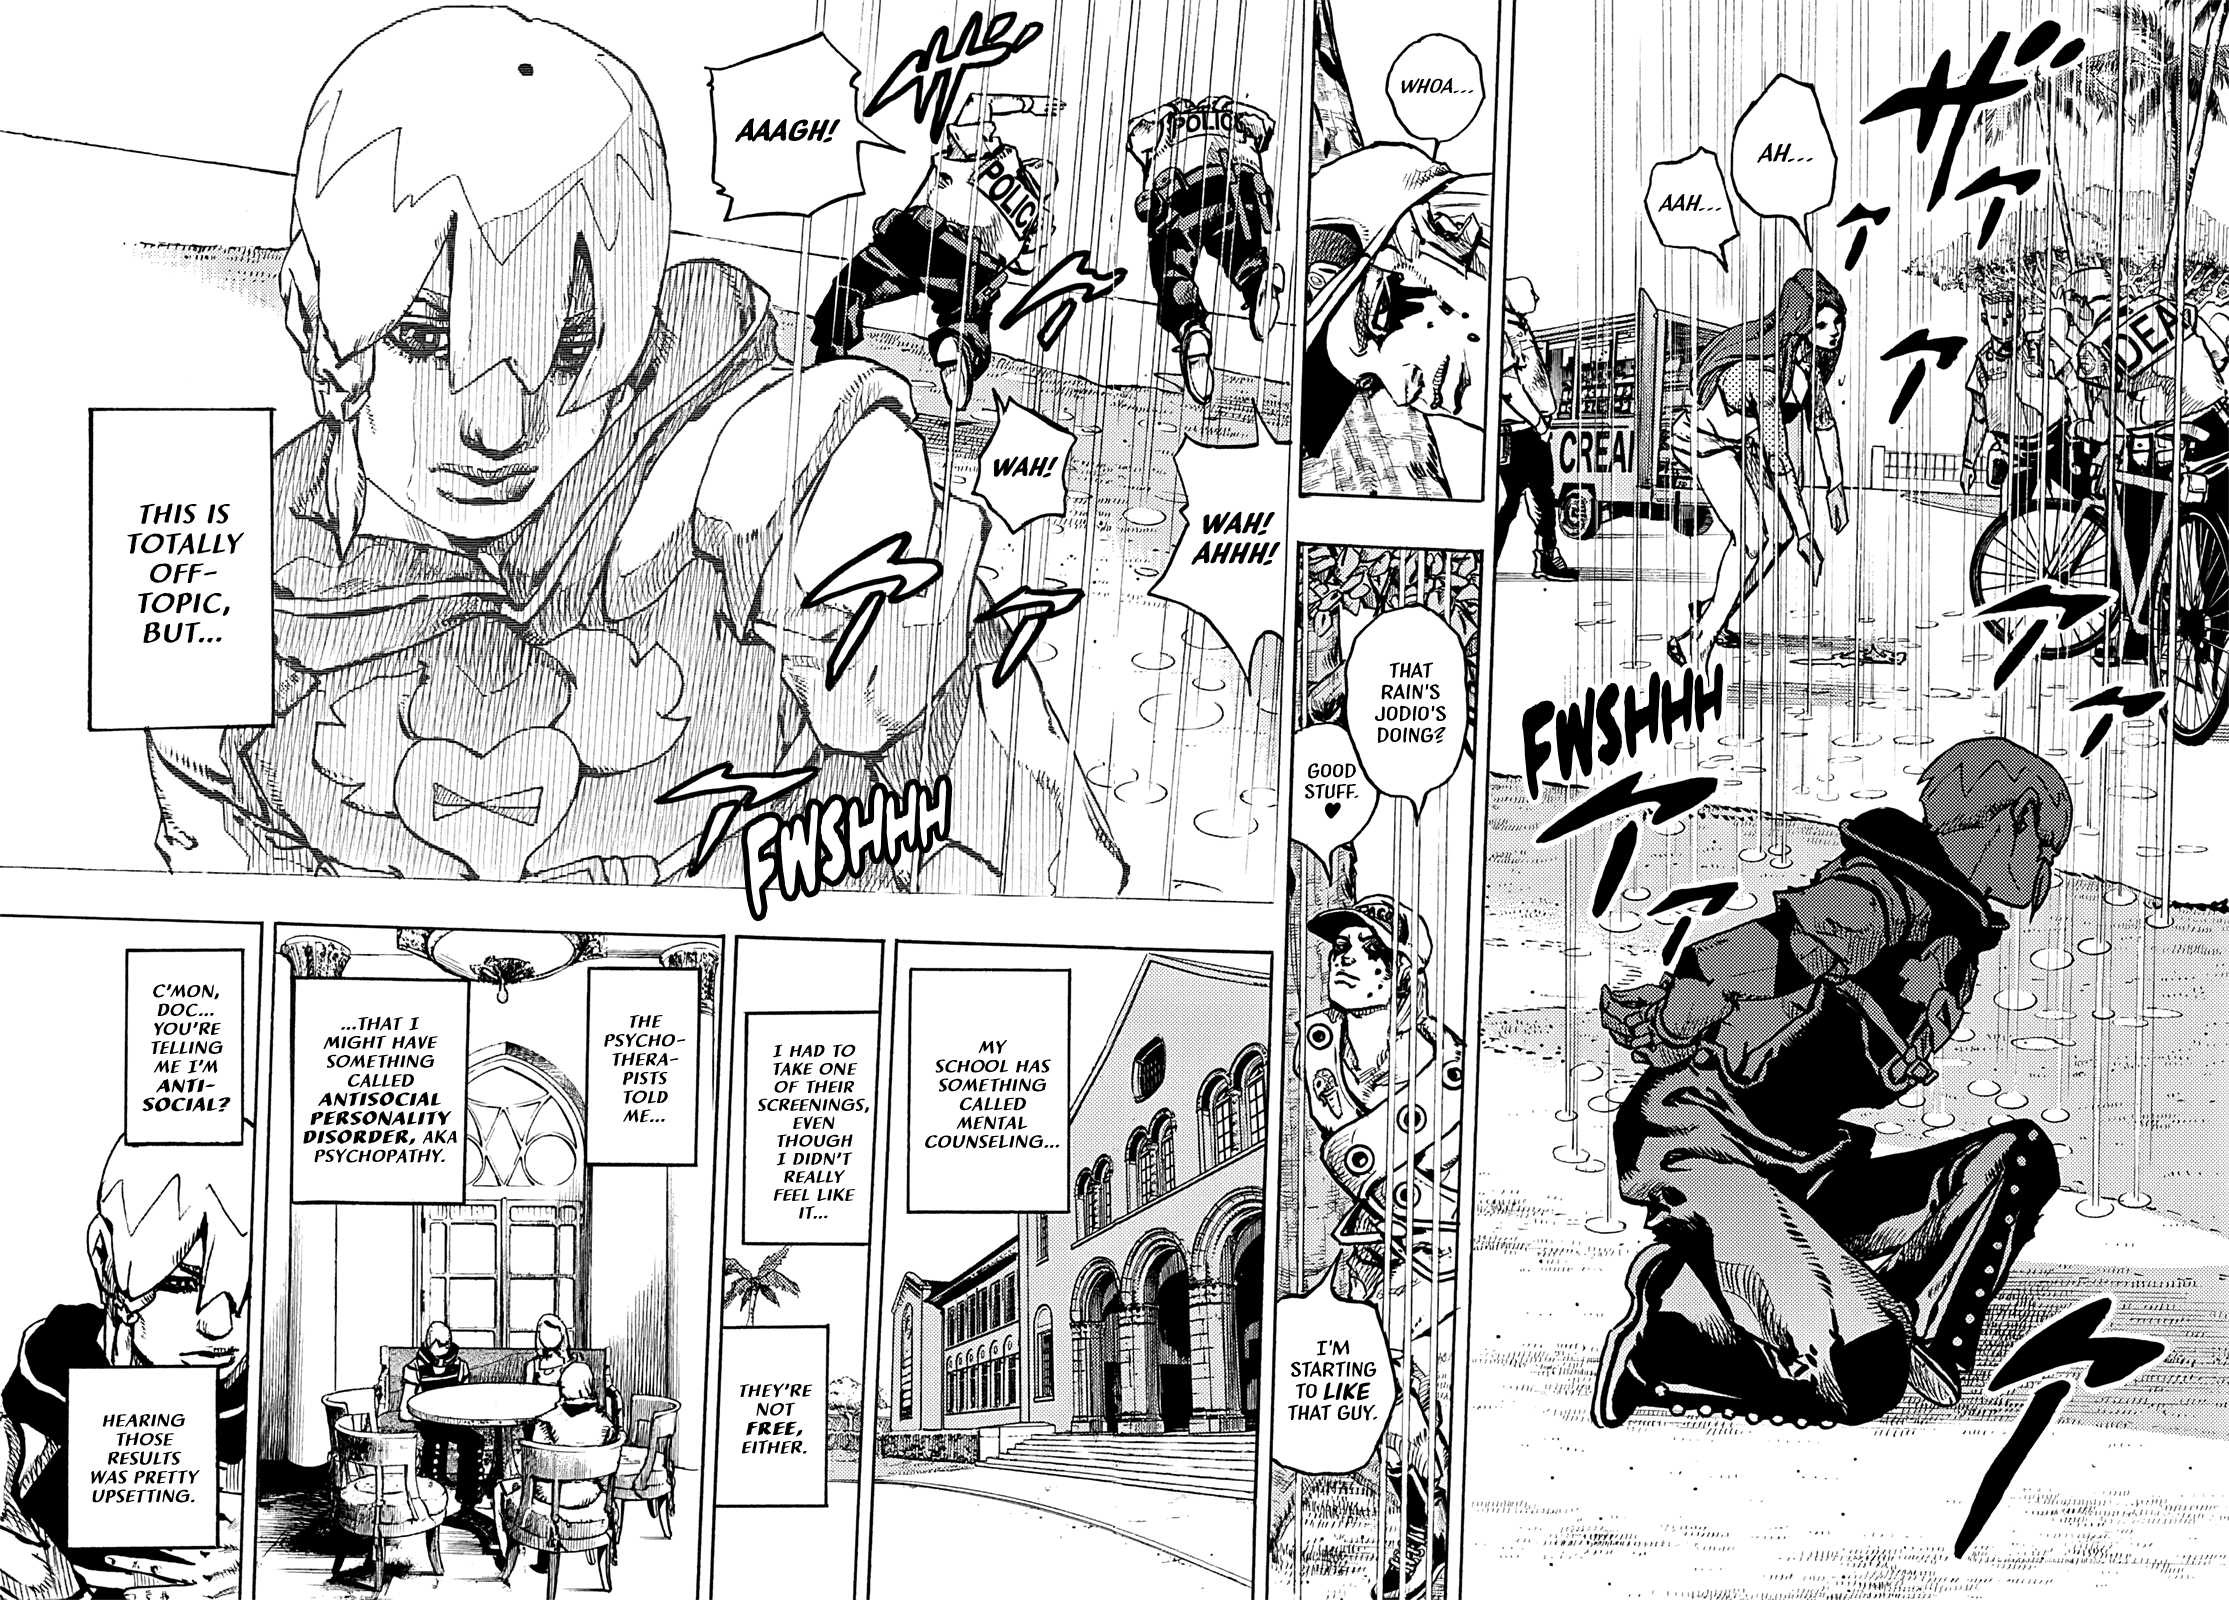 AH...
AAH...
ザー
DEA
CREA
FWSHHH
WHOA...
THAT
RAIN'S
JODIO'S
DOING?
GOOD
STUFF.
♥
I'M
STARTING
TO LIKE
THAT GUY.
POLICE
POLICE
AAAGH!
WAH!
WAH!
AHHH!
FWSHHH
THIS IS
TOTALLY
OFF-
TOPIC,
BUT...
MY
SCHOOL HAS
SOMETHING
CALLED
MENTAL
COUNSELING...
I HAD TO
TAKE ONE
OF THEIR
SCREENINGS,
EVEN
THOUGH
I DIDN'T
REALLY
FEEL LIKE
IT...
THEY'RE
NOT
FREE,
EITHER.
THE
PSYCHO-
THERA-
PISTS
TOLD
ME...
...THAT I
MIGHT HAVE
SOMETHING
CALLED
ANTISOCIAL
PERSONALITY
DISORDER, AKA
PSYCHOPATHY.
C'MON,
DOC...
YOU'RE
TELLING
ME I'M
ANTI-
SOCIAL?
HEARING
THOSE
RESULTS
WAS PRETTY
UPSETTING.